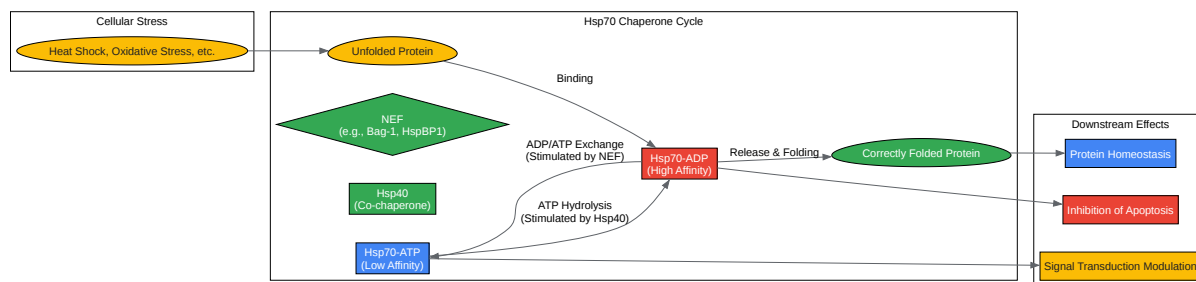 Cellular Stress
Heat Shock, Oxidative Stress, etc.
Hsp70 Chaperone Cycle
Unfolded Protein
Binding
NEF
(e.g., Bag-1, HspBP1)
ADP/ATP Exchange
(Stimulated by NEF)
Hsp70-ADP
(High Affinity)
Release & Folding
Correctly Folded Protein
Hsp40
(Co-chaperone)
ATP Hydrolysis
(Stimulated by Hsp40)
Hsp70-ATP
(Low Affinity)
Downstream Effects
Protein Homeostasis
Inhibition of Apoptosis
Signal Transduction Modulation